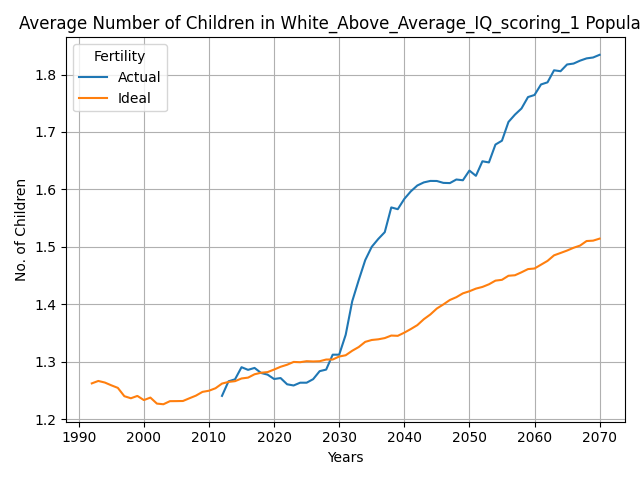 Average Number of Children in White_Above_Average_IQ_scoring_1 Popula
Fertility
Actual
Ideal
1.8
1.7
1.6
1.5
1.4
1.3
1.2
No. of Children
1990 2000 2010 2020 2030 2040 2050 2060 2070
Years